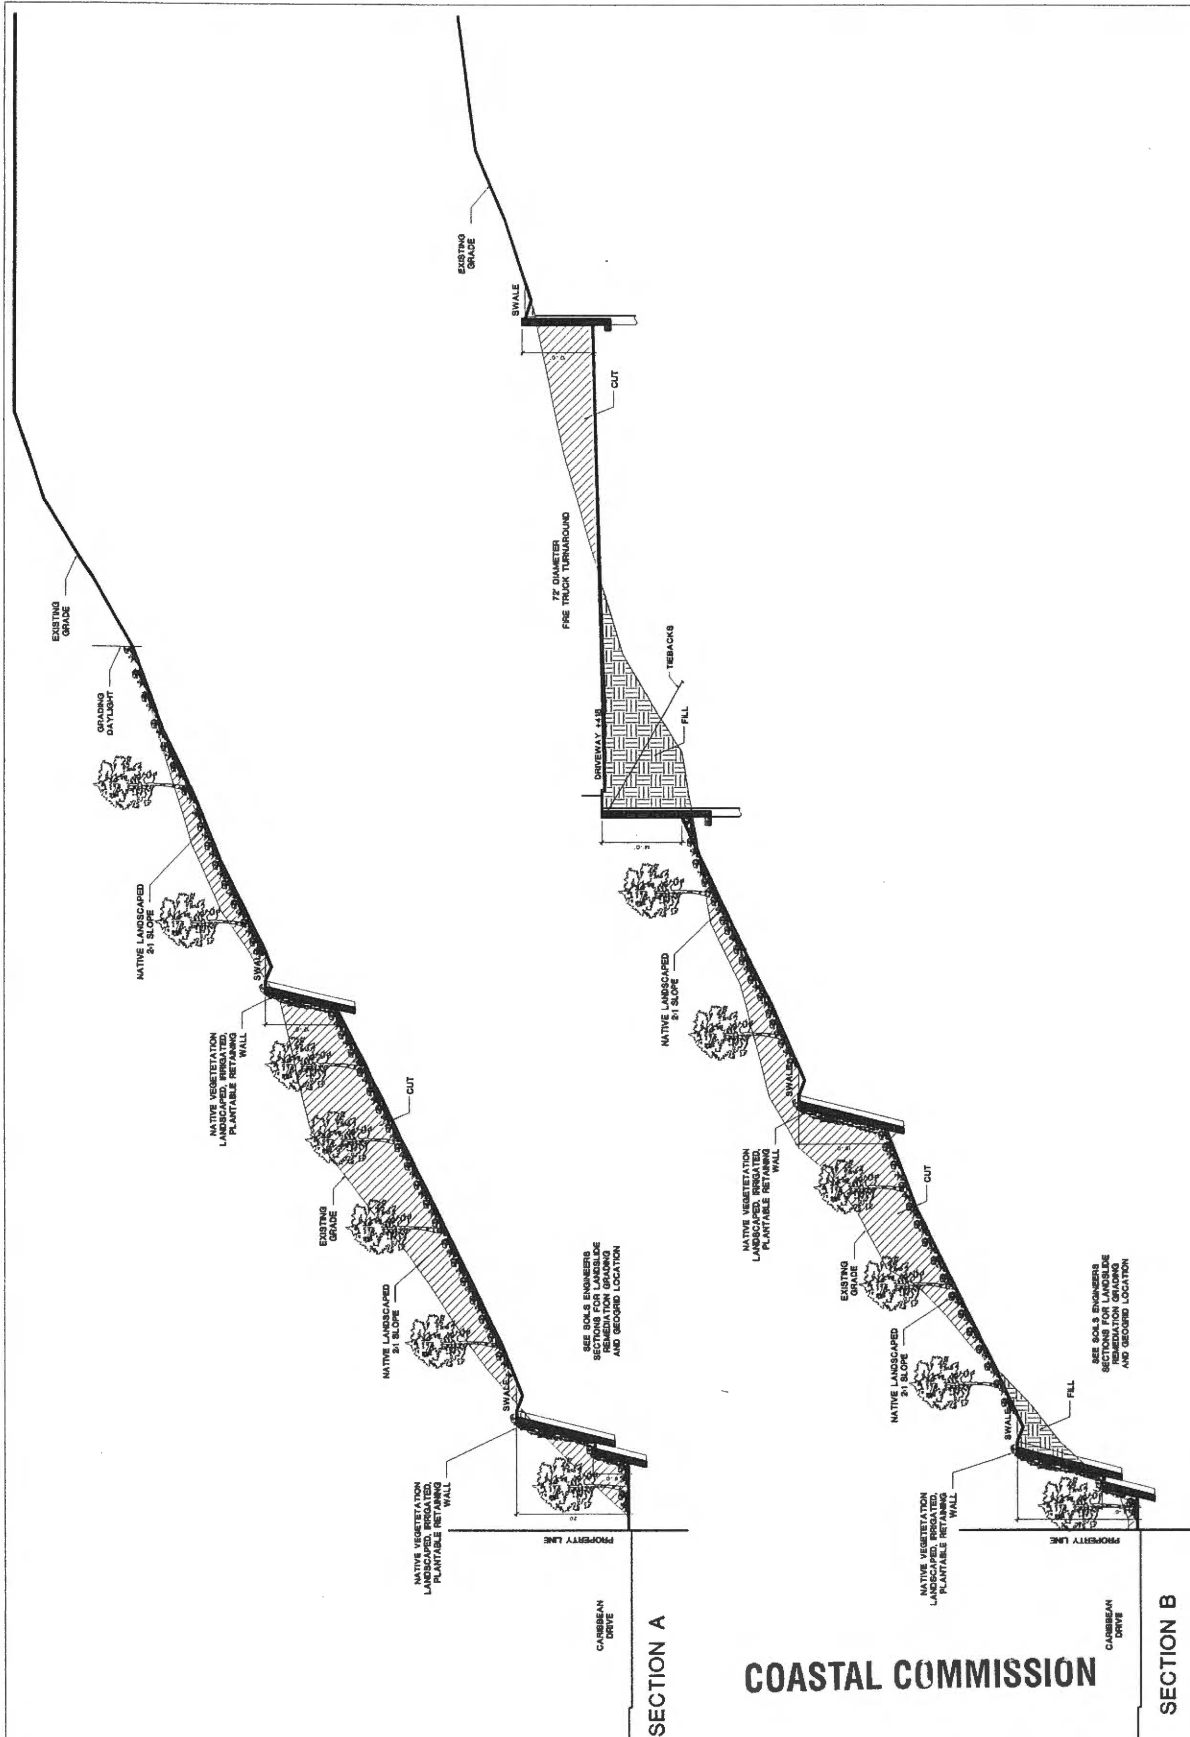 EXISTING
GRADE
GRADING
DAYLIGHT
NATIVE LANDSCAPED
2:1 SLOPE
SWALE
NATIVE VEGETETATION
LANDSCAPED, IRRIGATED,
PLANTABLE RETAINING
WALL
CUT
EXISTING
GRADE
NATIVE LANDSCAPED
2:1 SLOPE
SWALE
SEE SOILS ENGINEERS
SECTIONS FOR LANDSLIDE
REMEDIATION GRADING
AND GEOGRID LOCATION
NATIVE VEGETETATION
LANDSCAPED, IRRIGATED,
PLANTABLE RETAINING
WALL
PROPERTY LINE
CARIBBEAN
DRIVE
SECTION A
EXISTING
GRADE
SWALE
CUT
72' DIAMETER
FIRE TRUCK TURNAROUND
TIEBACKS
DRIVEWAY +418
FILL
NATIVE LANDSCAPED
2:1 SLOPE
SWALE
NATIVE VEGETETATION
LANDSCAPED, IRRIGATED,
PLANTABLE RETAINING
WALL
CUT
EXISTING
GRADE
NATIVE LANDSCAPED
2:1 SLOPE
SWALE
SEE SOILS ENGINEERS
SECTIONS FOR LANDSLIDE
REMEDIATION GRADING
AND GEOGRID LOCATION
FILL
NATIVE VEGETETATION
LANDSCAPED, IRRIGATED,
PLANTABLE RETAINING
WALL
PROPERTY LINE
CARIBBEAN
DRIVE
SECTION B
COASTAL COMMISSION